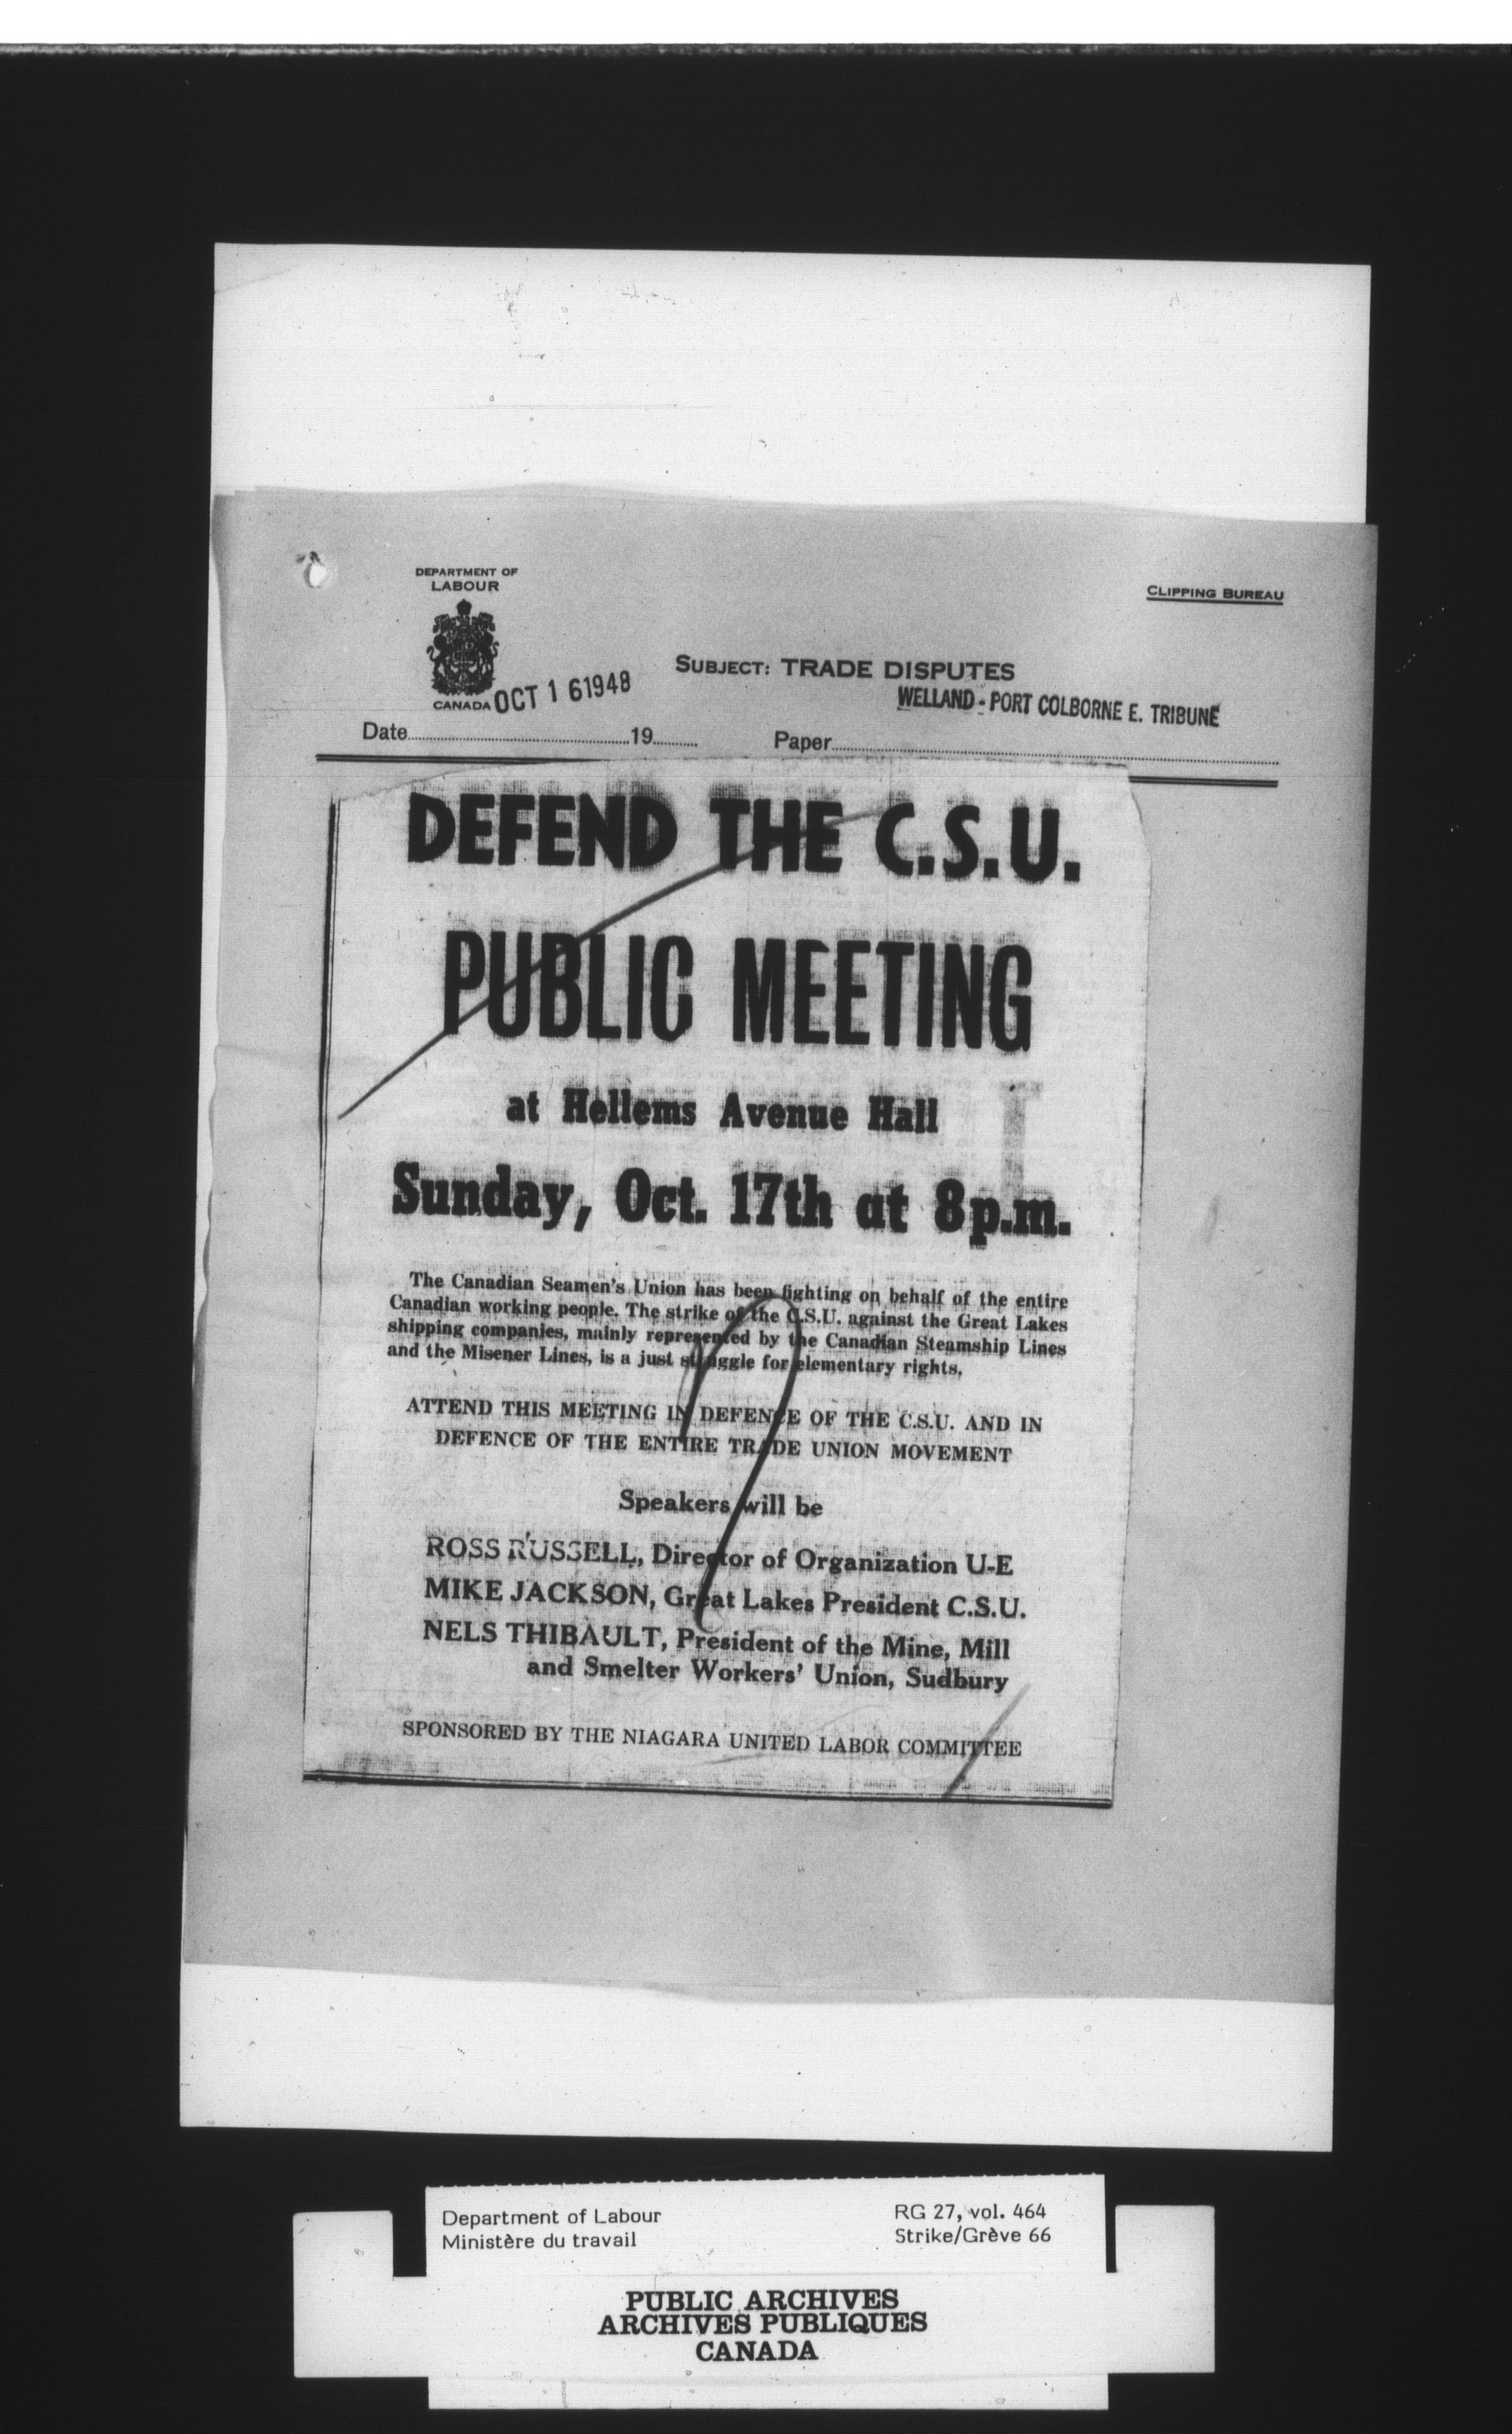 DEPARTMENT OF
LABOUR
CANADA
CLIPPING BUREAU
SUBJECT: TRADE DISPUTES
OCT 16 1948
WELLAND - PORT COLBORNE E. TRIBUNE
Date 19 Paper
DEFEND THE C.S.U.
PUBLIC MEETING
at Hellems Avenue Hall
Sunday, Oct. 17th at 8 p.m.
The Canadian Seamen's Union has been fighting on behalf of the entire
Canadian working people. The strike of the C.S.U. against the Great Lakes
shipping companies, mainly represented by the Canadian Steamship Lines
and the Misener Lines, is a just struggle for elementary rights.
ATTEND THIS MEETING IN DEFENCE OF THE C.S.U. AND IN
DEFENCE OF THE ENTIRE TRADE UNION MOVEMENT
Speakers will be
ROSS RUSSELL, Director of Organization U-E
MIKE JACKSON, Great Lakes President C.S.U.
NELS THIBAULT, President of the Mine, Mill
and Smelter Workers' Union, Sudbury
SPONSORED BY THE NIAGARA UNITED LABOR COMMITTEE
Department of Labour
Ministère du travail
RG 27, vol. 464
Strike/Grève 66
PUBLIC ARCHIVES
ARCHIVES PUBLIQUES
CANADA